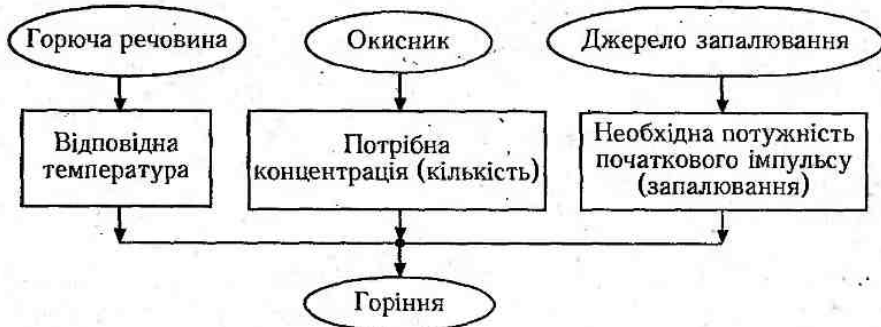 Горюча речовина
Окисник
Джерело запалювання
Відповідна
температура
Потрібна
концентрація (кількість)
Необхідна потужність
початкового імпульсу
(запалювання)
Горіння